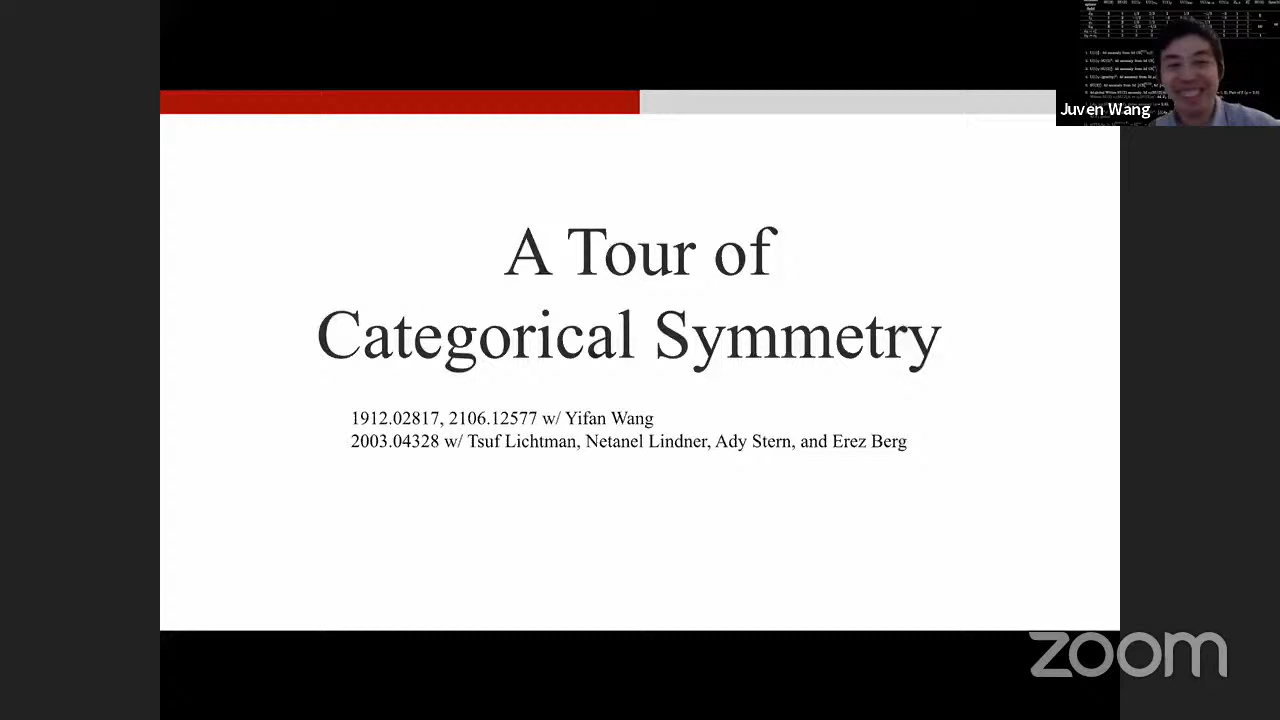 Juven Wang
A Tour of
Categorical Symmetry
1912.02817, 2106.12577 w/ Yifan Wang
2003.04328 w/ Tsuf Lichtman, Netanel Lindner, Ady Stern, and Erez Berg
zoom